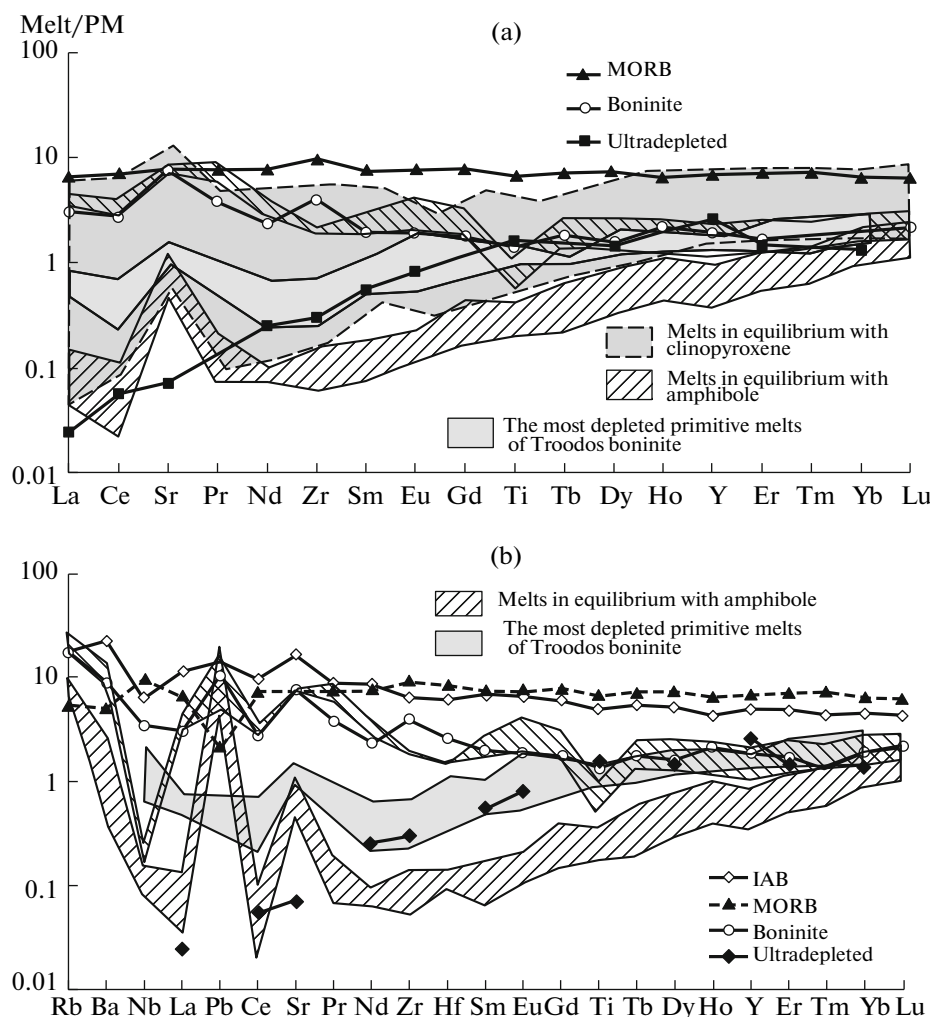 Melt/PM
(a)
100
MORB
Boninite
Ultradepleted
10
1
Melts in equilibrium with
clinopyroxene
0.1
Melts in equilibrium with
amphibole
The most depleted primitive melts
of Troodos boninite
0.01
La Ce Sr Pr Nd Zr Sm Eu Gd Ti Tb Dy Ho Y Er Tm Yb Lu
(b)
100
Melts in equilibrium with amphibole
The most depleted primitive melts
of Troodos boninite
10
1
0.1
IAB
MORB
Boninite
Ultradepleted
0.01
Rb Ba Nb La Pb Ce Sr Pr Nd Zr Hf Sm Eu Gd Ti Tb Dy Ho Y Er Tm Yb Lu